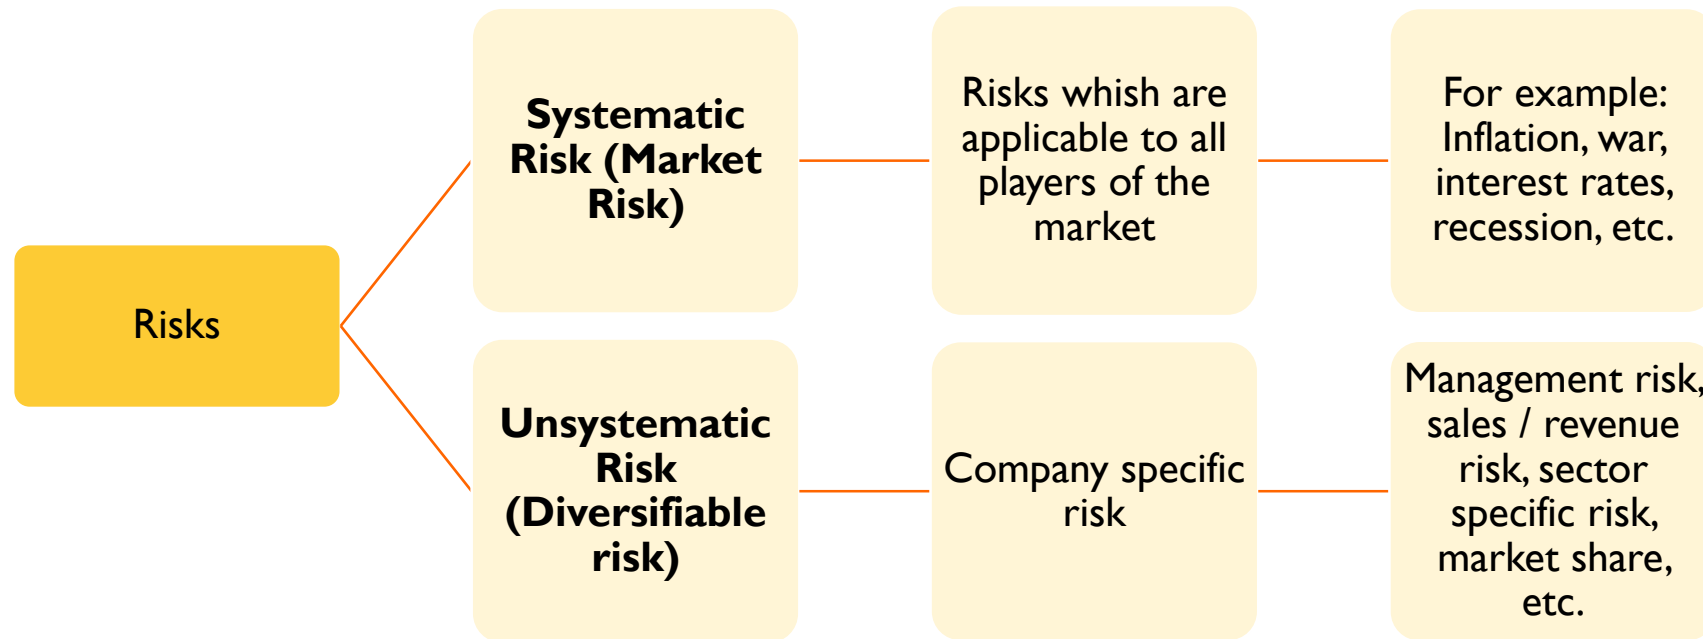 Risks
Systematic
Risk (Market
Risk)
Risks whish are
applicable to all
players of the
market
For example:
Inflation, war,
interest rates,
recession, etc.
Unsystematic
Risk
(Diversifiable
risk)
Company specific
risk
Management risk,
sales / revenue
risk, sector
specific risk,
market share,
etc.